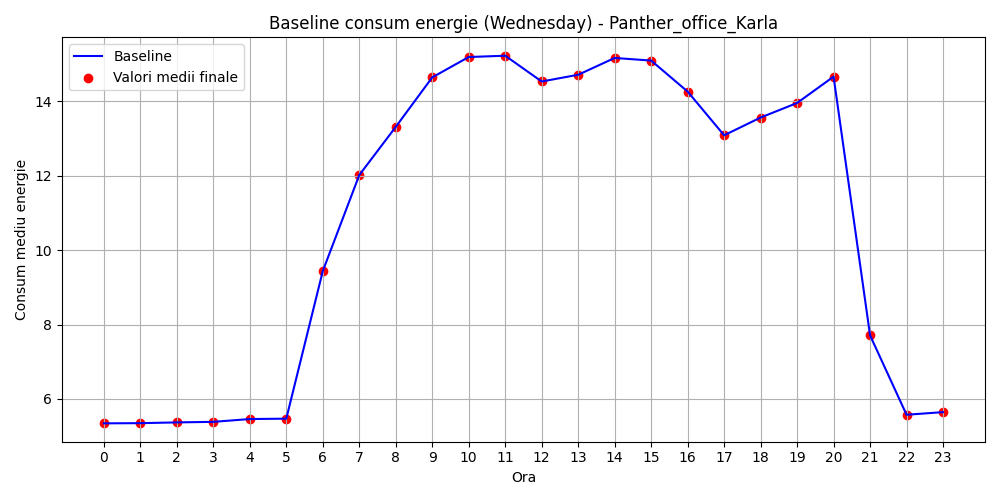 Baseline consum energie (Wednesday) - Panther_office_Karla
Baseline
Valori medii finale
Consum mediu energie
14
12
10
8
6
0 1 2 3 4 5 6 7 8 9 10 11 12 13 14 15 16 17 18 19 20 21 22 23
Ora